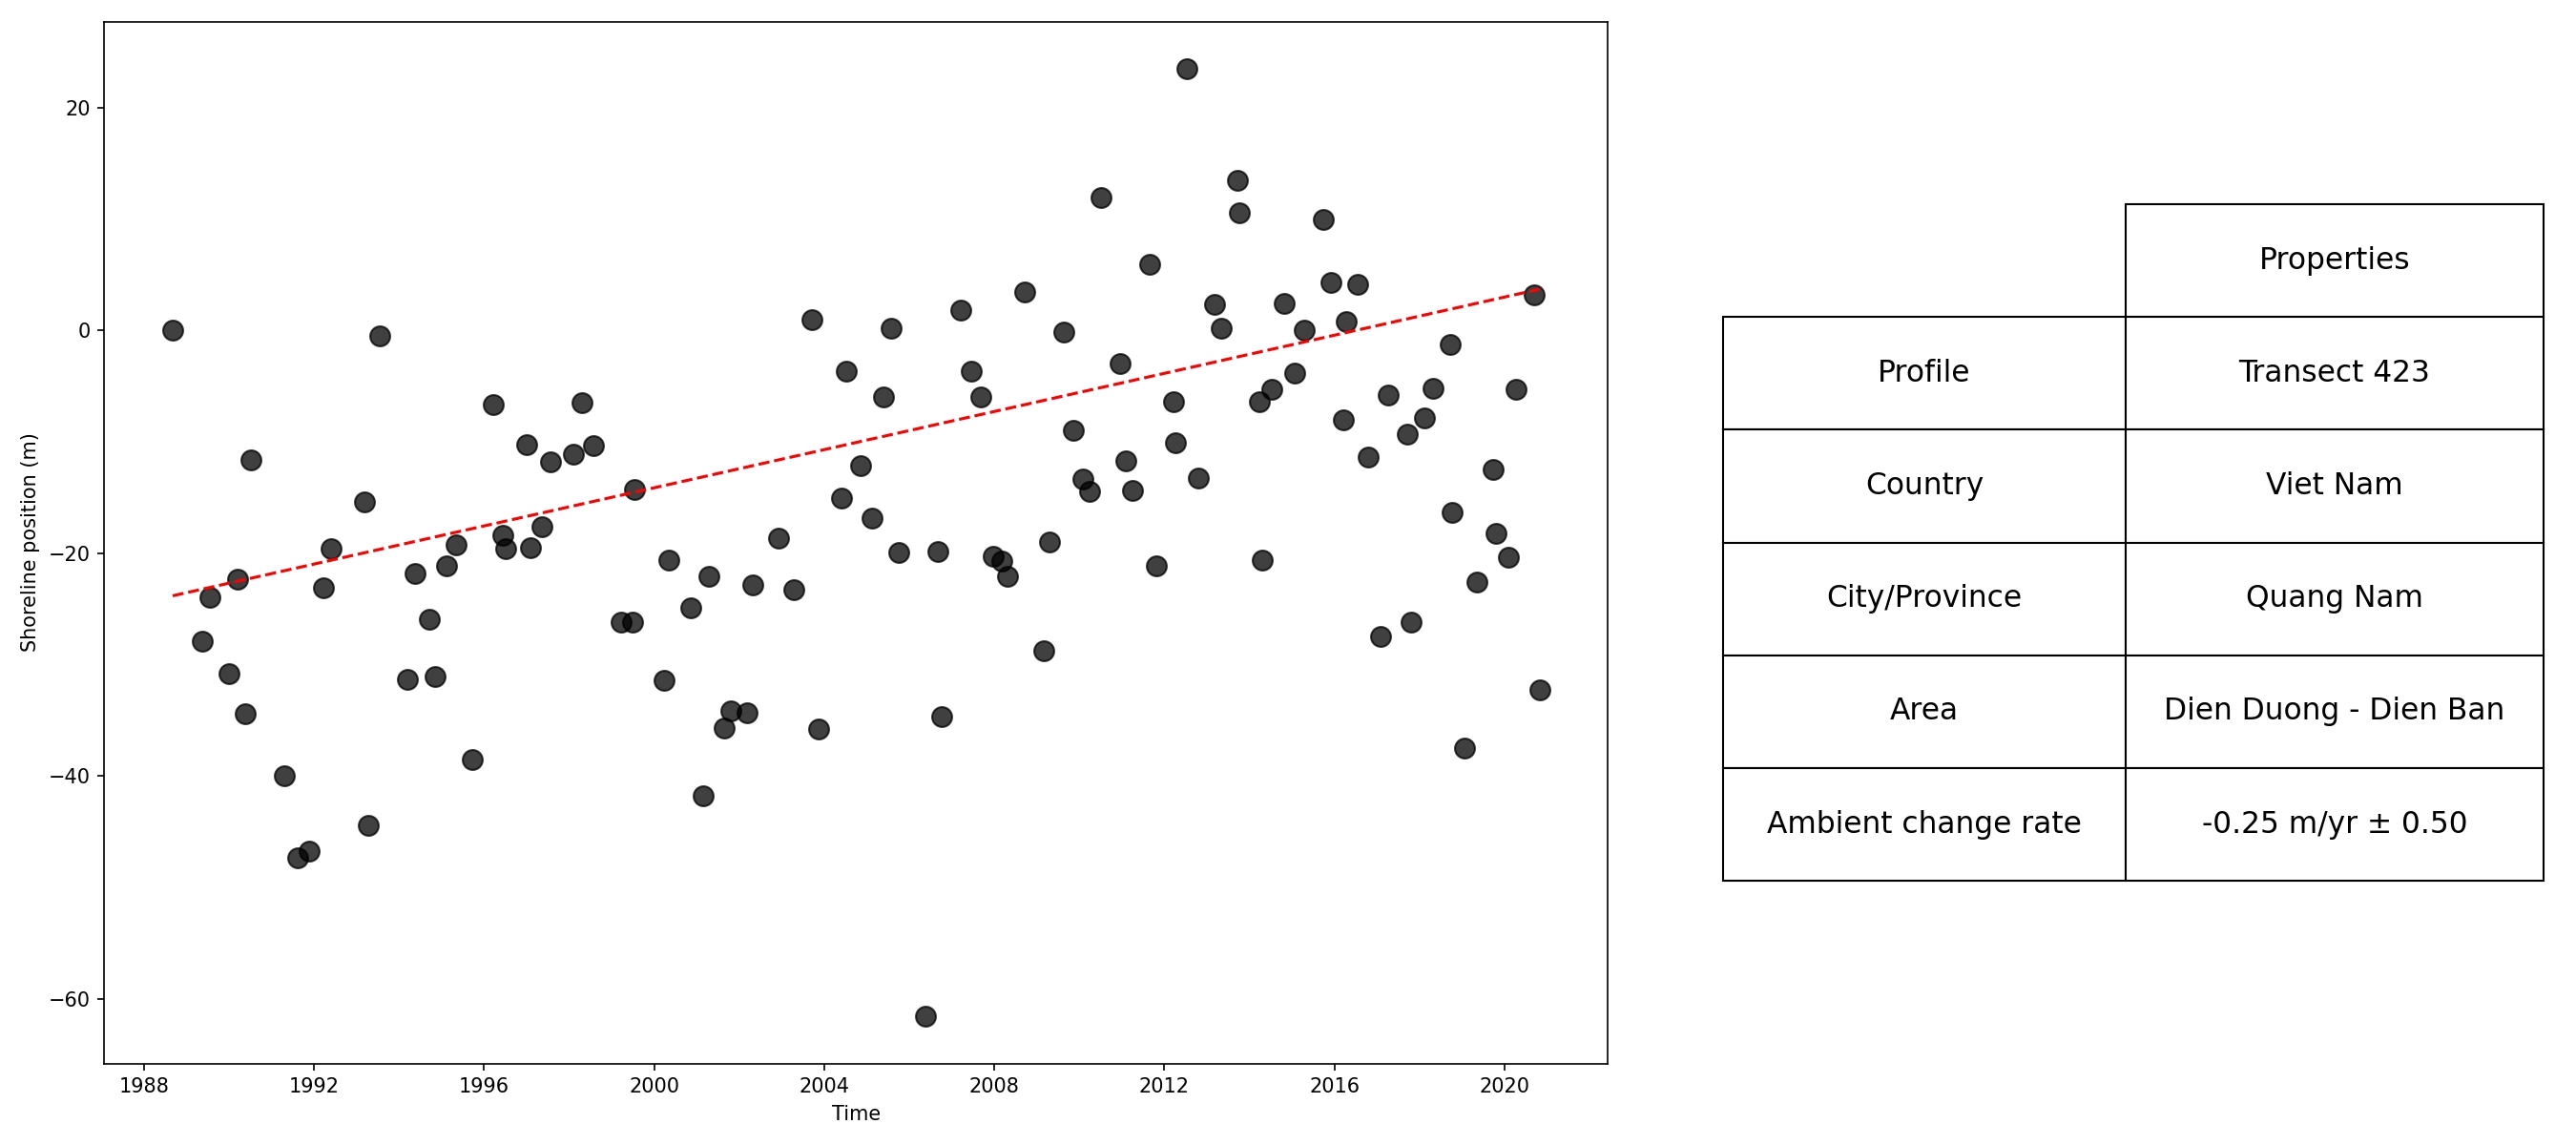 20
0
−20
−40
−60
Shoreline position (m)
1988 1992 1996 2000 2004 2008 2012 2016 2020
Time
Properties
Profile Transect 423
Country Viet Nam
City/Province Quang Nam
Area Dien Duong - Dien Ban
Ambient change rate -0.25 m/yr ± 0.50